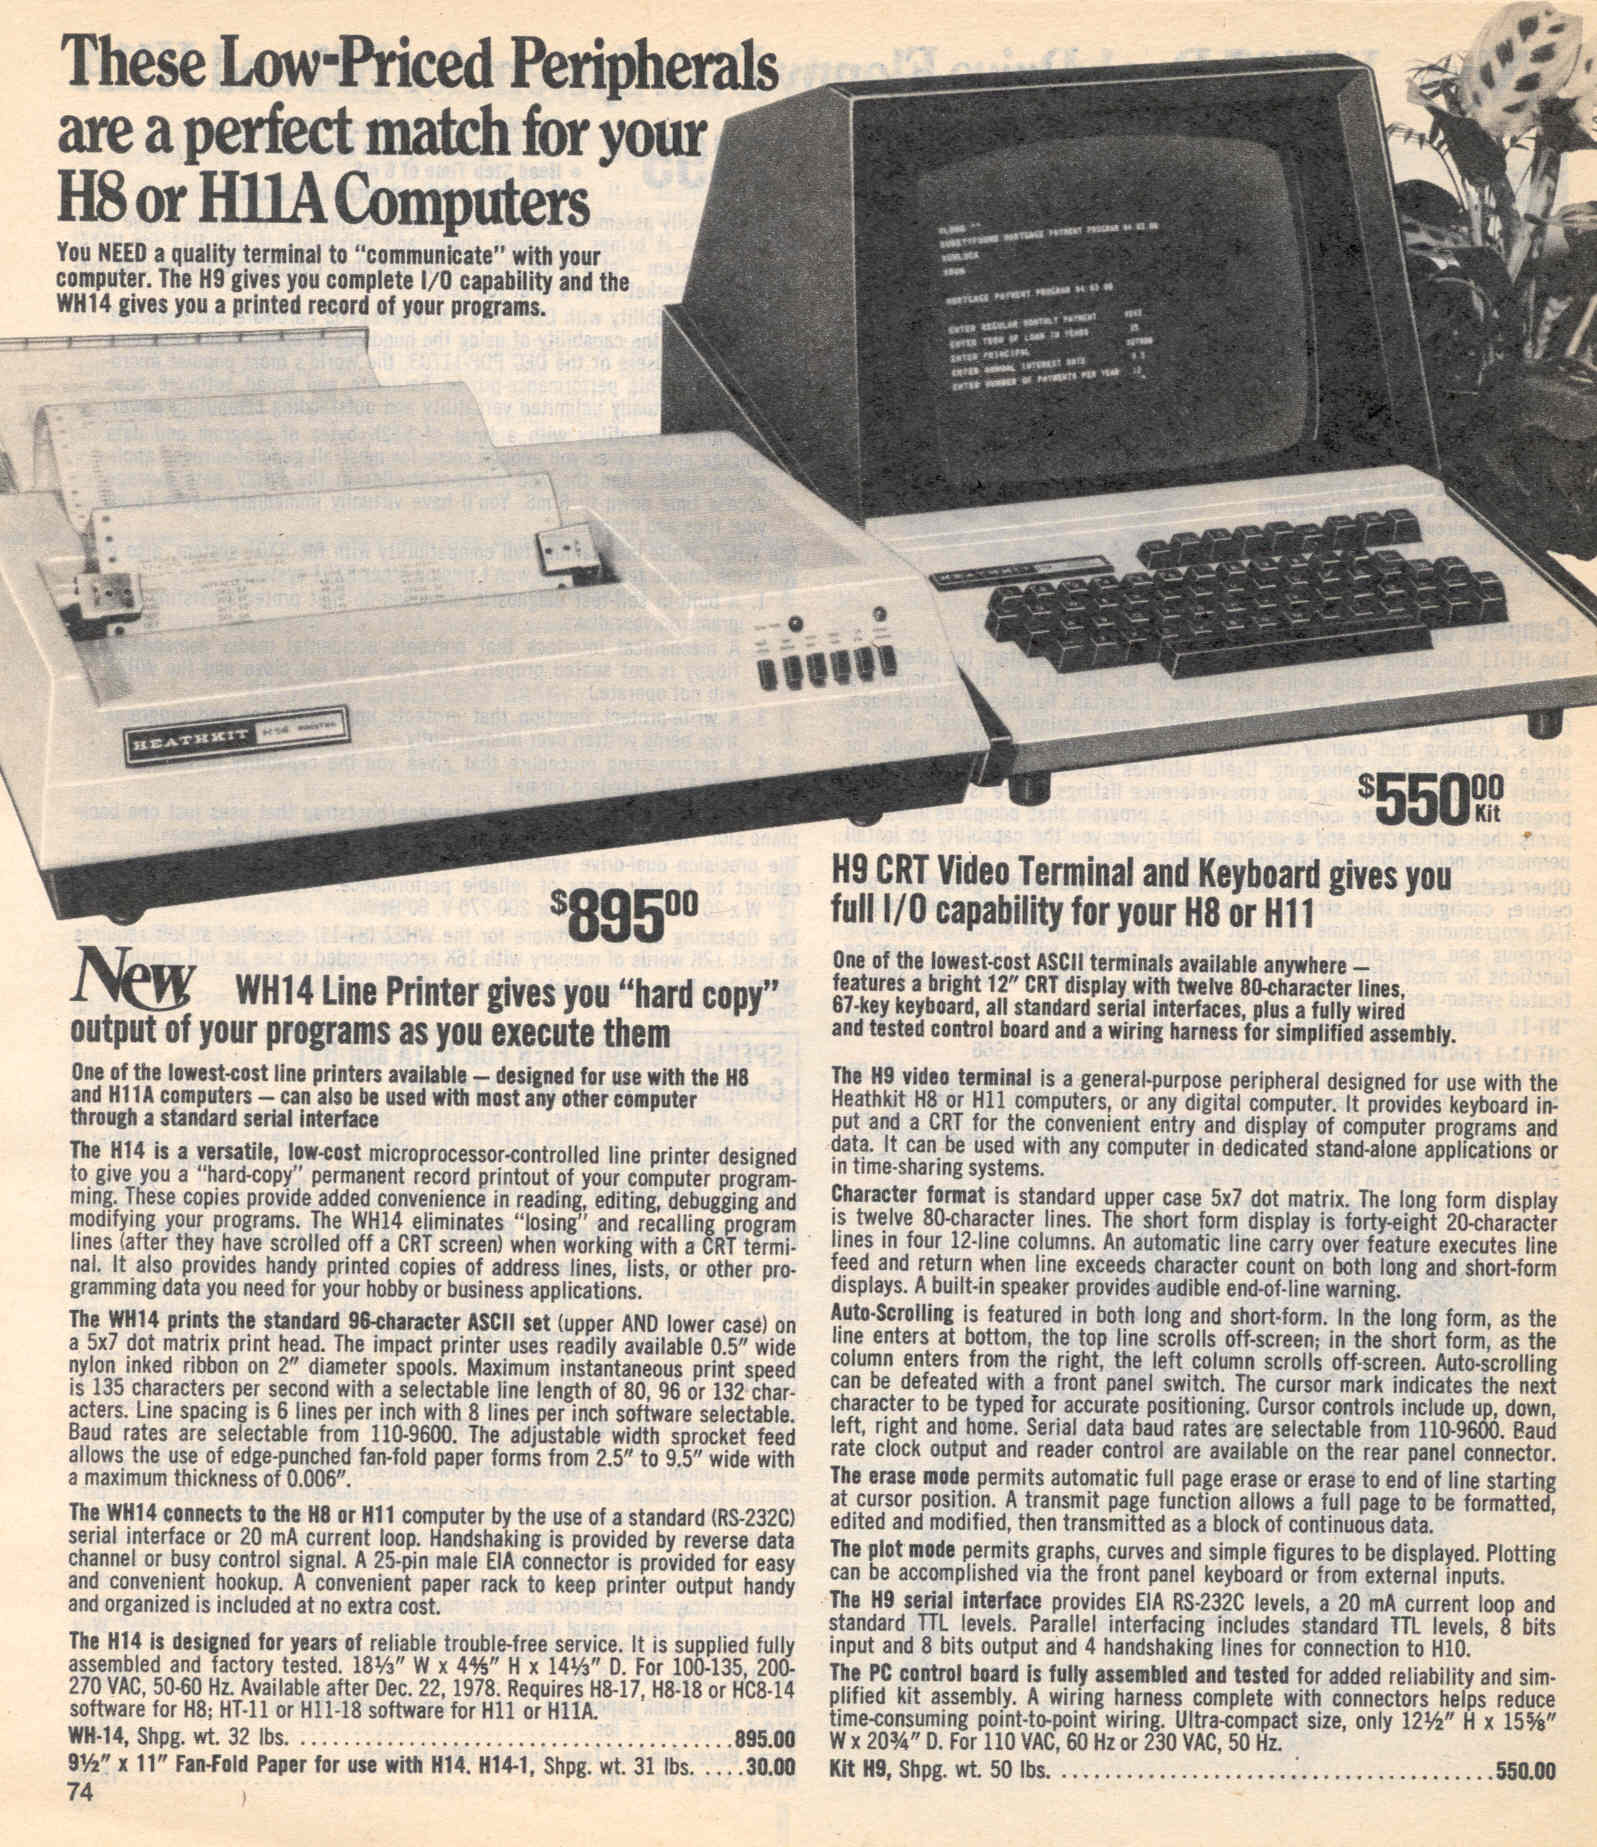 These Low-Priced Peripherals
are a perfect match for your
H8 or H11A Computers
You NEED a quality terminal to “communicate” with your
computer. The H9 gives you complete I/O capability and the
WH14 gives you a printed record of your programs.
MORTGAGE PAYMENT PROGRAM 04 03 00
ENTER REGULAR MONTHLY PAYMENT
ENTER TERM OF LOAN IN YEARS
ENTER PRINCIPAL
ENTER ANNUAL INTEREST RATE
ENTER NUMBER OF PAYMENTS PER YEAR 12
HEATHKIT
HEATHKIT H14 PRINTER
$550.00
Kit
$895.00
New WH14 Line Printer gives you “hard copy”
output of your programs as you execute them
One of the lowest-cost line printers available — designed for use with the H8
and H11A computers — can also be used with most any other computer
through a standard serial interface
The H14 is a versatile, low-cost microprocessor-controlled line printer designed
to give you a “hard-copy” permanent record printout of your computer program-
ming. These copies provide added convenience in reading, editing, debugging and
modifying your programs. The WH14 eliminates “losing” and recalling program
lines (after they have scrolled off a CRT screen) when working with a CRT termi-
nal. It also provides handy printed copies of address lines, lists, or other pro-
gramming data you need for your hobby or business applications.
The WH14 prints the standard 96-character ASCII set (upper AND lower case) on
a 5x7 dot matrix print head. The impact printer uses readily available 0.5″ wide
nylon inked ribbon on 2″ diameter spools. Maximum instantaneous print speed
is 135 characters per second with a selectable line length of 80, 96 or 132 char-
acters. Line spacing is 6 lines per inch with 8 lines per inch software selectable.
Baud rates are selectable from 110-9600. The adjustable width sprocket feed
allows the use of edge-punched fan-fold paper forms from 2.5″ to 9.5″ wide with
a maximum thickness of 0.006″.
The WH14 connects to the H8 or H11 computer by the use of a standard (RS-232C)
serial interface or 20 mA current loop. Handshaking is provided by reverse data
channel or busy control signal. A 25-pin male EIA connector is provided for easy
and convenient hookup. A convenient paper rack to keep printer output handy
and organized is included at no extra cost.
The H14 is designed for years of reliable trouble-free service. It is supplied fully
assembled and factory tested. 18⅓″ W x 4⅘″ H x 14⅓″ D. For 100-135, 200-
270 VAC, 50-60 Hz. Available after Dec. 22, 1978. Requires H8-17, H8-18 or HC8-14
software for H8; HT-11 or H11-18 software for H11 or H11A.
WH-14, Shpg. wt. 32 lbs. ........................................895.00
9½″ x 11″ Fan-Fold Paper for use with H14. H14-1, Shpg. wt. 31 lbs. .....30.00
74
H9 CRT Video Terminal and Keyboard gives you
full I/O capability for your H8 or H11
One of the lowest-cost ASCII terminals available anywhere —
features a bright 12″ CRT display with twelve 80-character lines,
67-key keyboard, all standard serial interfaces, plus a fully wired
and tested control board and a wiring harness for simplified assembly.
The H9 video terminal is a general-purpose peripheral designed for use with the
Heathkit H8 or H11 computers, or any digital computer. It provides keyboard in-
put and a CRT for the convenient entry and display of computer programs and
data. It can be used with any computer in dedicated stand-alone applications or
in time-sharing systems.
Character format is standard upper case 5x7 dot matrix. The long form display
is twelve 80-character lines. The short form display is forty-eight 20-character
lines in four 12-line columns. An automatic line carry over feature executes line
feed and return when line exceeds character count on both long and short-form
displays. A built-in speaker provides audible end-of-line warning.
Auto-Scrolling is featured in both long and short-form. In the long form, as the
line enters at bottom, the top line scrolls off-screen; in the short form, as the
column enters from the right, the left column scrolls off-screen. Auto-scrolling
can be defeated with a front panel switch. The cursor mark indicates the next
character to be typed for accurate positioning. Cursor controls include up, down,
left, right and home. Serial data baud rates are selectable from 110-9600. Baud
rate clock output and reader control are available on the rear panel connector.
The erase mode permits automatic full page erase or erase to end of line starting
at cursor position. A transmit page function allows a full page to be formatted,
edited and modified, then transmitted as a block of continuous data.
The plot mode permits graphs, curves and simple figures to be displayed. Plotting
can be accomplished via the front panel keyboard or from external inputs.
The H9 serial interface provides EIA RS-232C levels, a 20 mA current loop and
standard TTL levels. Parallel interfacing includes standard TTL levels, 8 bits
input and 8 bits output and 4 handshaking lines for connection to H10.
The PC control board is fully assembled and tested for added reliability and sim-
plified kit assembly. A wiring harness complete with connectors helps reduce
time-consuming point-to-point wiring. Ultra-compact size, only 12½″ H x 15⅝″
W x 20¾″ D. For 110 VAC, 60 Hz or 230 VAC, 50 Hz.
Kit H9, Shpg. wt. 50 lbs. ........................................550.00